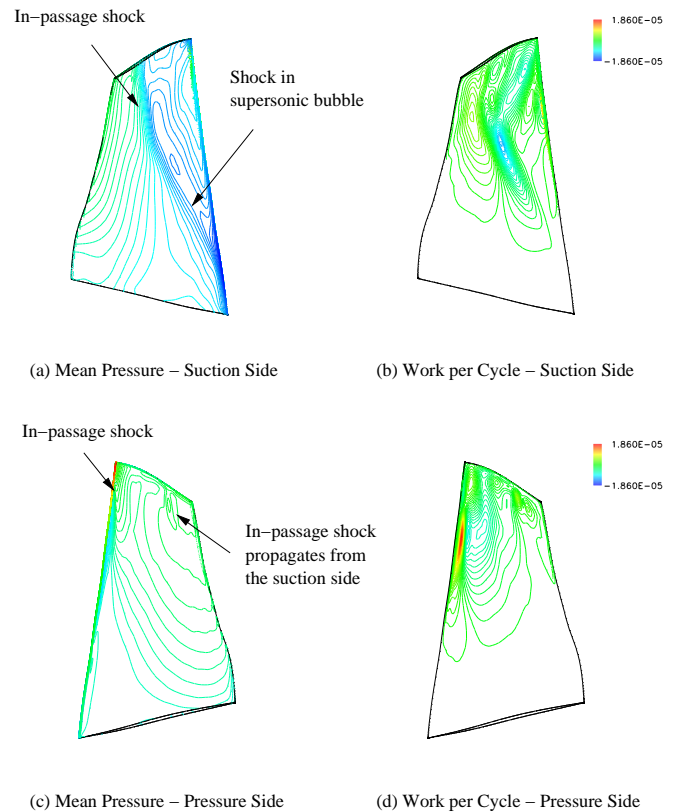 In−passage shock
Shock in
supersonic bubble
1.860E−05
−1.860E−05
(a) Mean Pressure − Suction Side
(b) Work per Cycle − Suction Side
In−passage shock
In−passage shock
propagates from
the suction side
1.860E−05
−1.860E−05
(c) Mean Pressure − Pressure Side
(d) Work per Cycle − Pressure Side